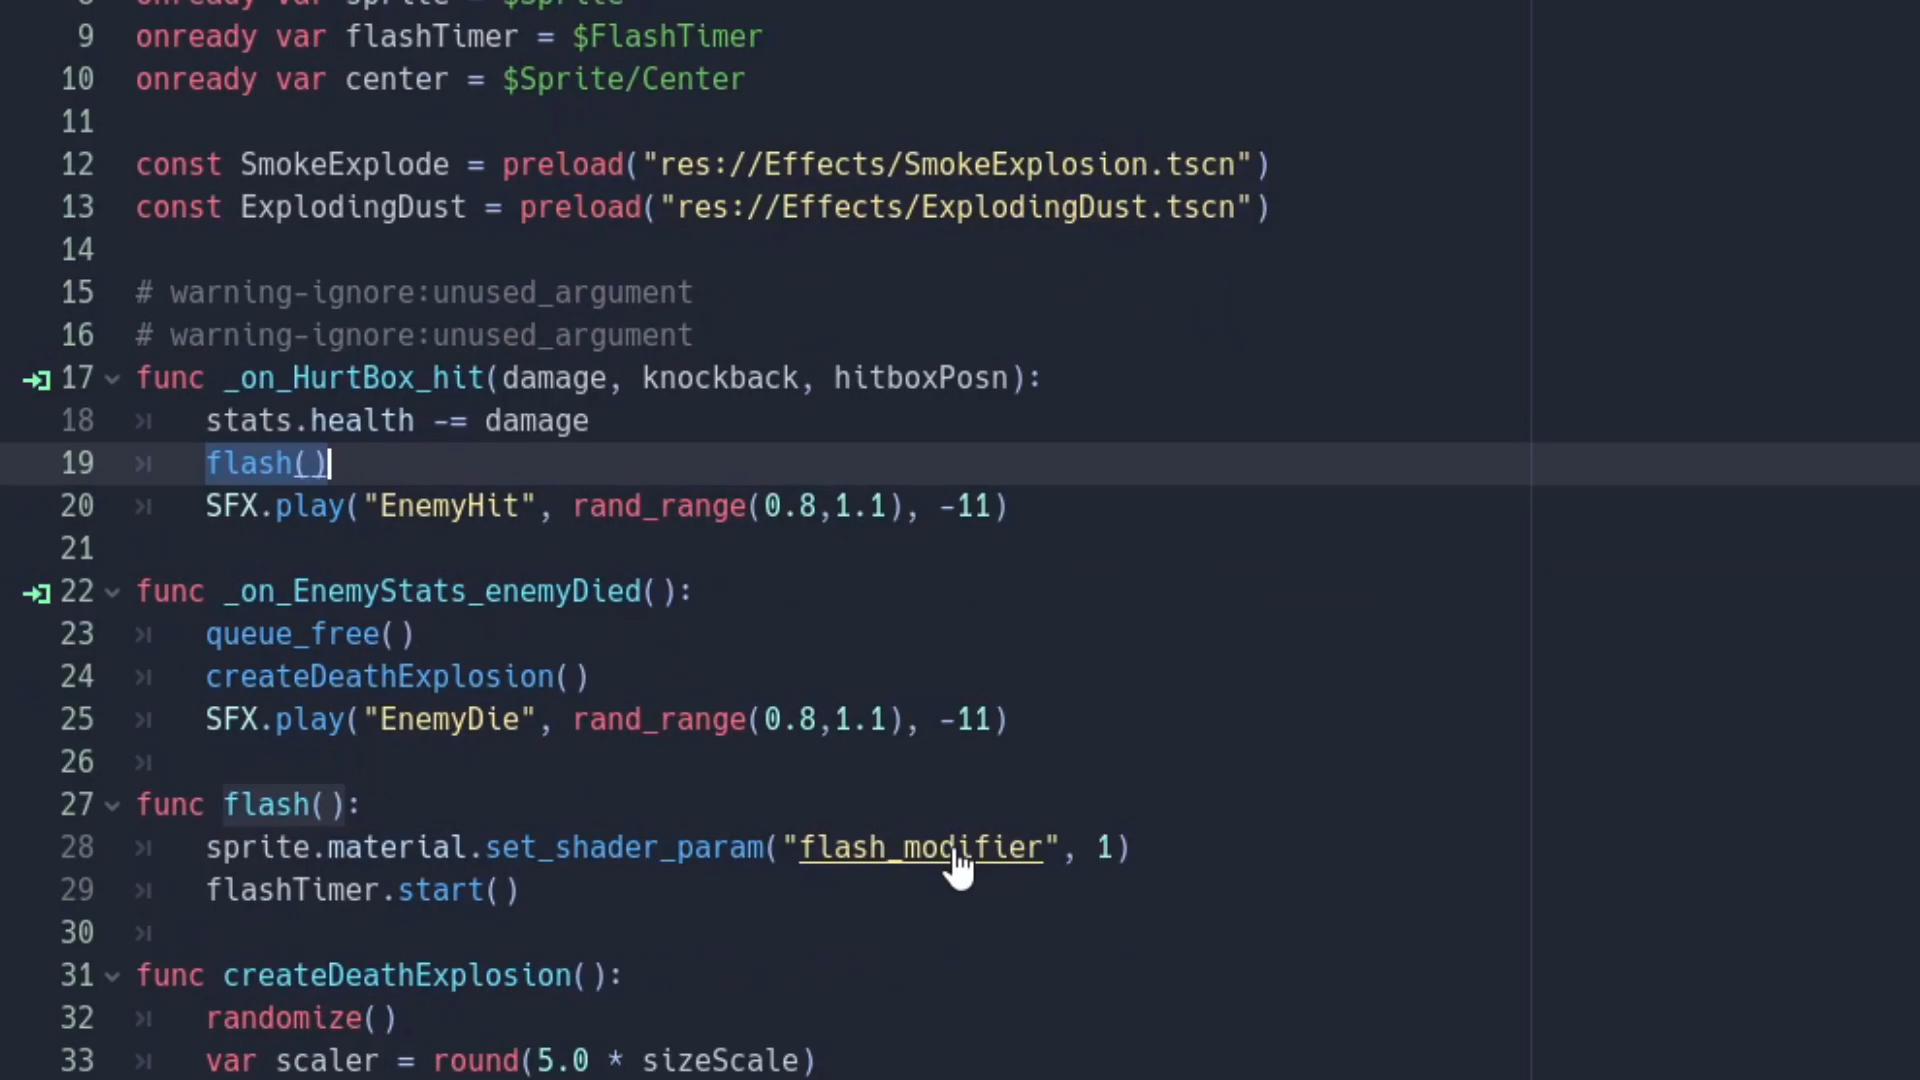 8 onready var sprite = $Sprite
9 onready var flashTimer = $FlashTimer
10 onready var center = $Sprite/Center
11
12 const SmokeExplode = preload("res://Effects/SmokeExplosion.tscn")
13 const ExplodingDust = preload("res://Effects/ExplodingDust.tscn")
14
15 # warning-ignore:unused_argument
16 # warning-ignore:unused_argument
17 func _on_HurtBox_hit(damage, knockback, hitboxPosn):
18 stats.health -= damage
19 flash()
20 SFX.play("EnemyHit", rand_range(0.8,1.1), -11)
21
22 func _on_EnemyStats_enemyDied():
23 queue_free()
24 createDeathExplosion()
25 SFX.play("EnemyDie", rand_range(0.8,1.1), -11)
26
27 func flash():
28 sprite.material.set_shader_param("flash_modifier", 1)
29 flashTimer.start()
30
31 func createDeathExplosion():
32 randomize()
33 var scaler = round(5.0 * sizeScale)